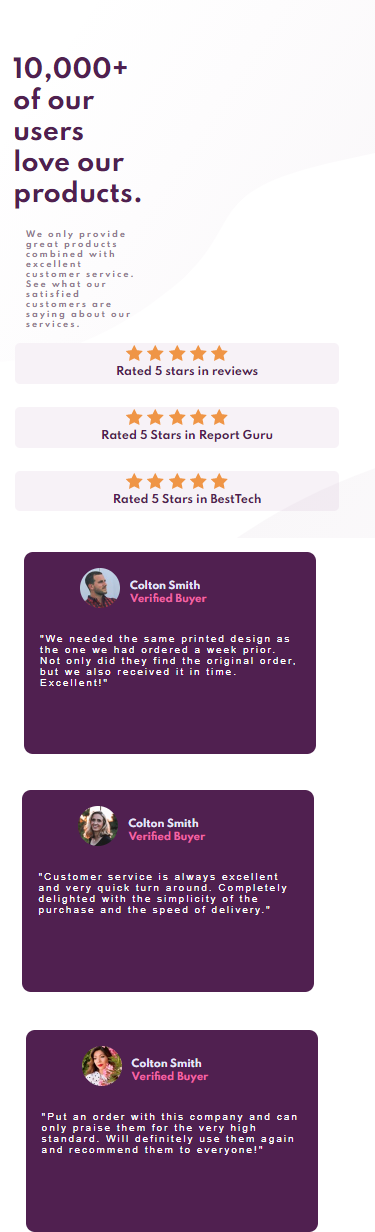 10,000+
of our
users
love our
products.
We only provide
great products
combined with
excellent
customer service.
See what our
satisfied
customers are
saying about our
services.
Rated 5 stars in reviews
Rated 5 Stars in Report Guru
Rated 5 Stars in BestTech
Colton Smith
Verified Buyer
"We needed the same printed design as
the one we had ordered a week prior.
Not only did they find the original order,
but we also received it in time.
Excellent!"
Colton Smith
Verified Buyer
"Customer service is always excellent
and very quick turn around. Completely
delighted with the simplicity of the
purchase and the speed of delivery."
Colton Smith
Verified Buyer
"Put an order with this company and can
only praise them for the very high
standard. Will definitely use them again
and recommend them to everyone!"